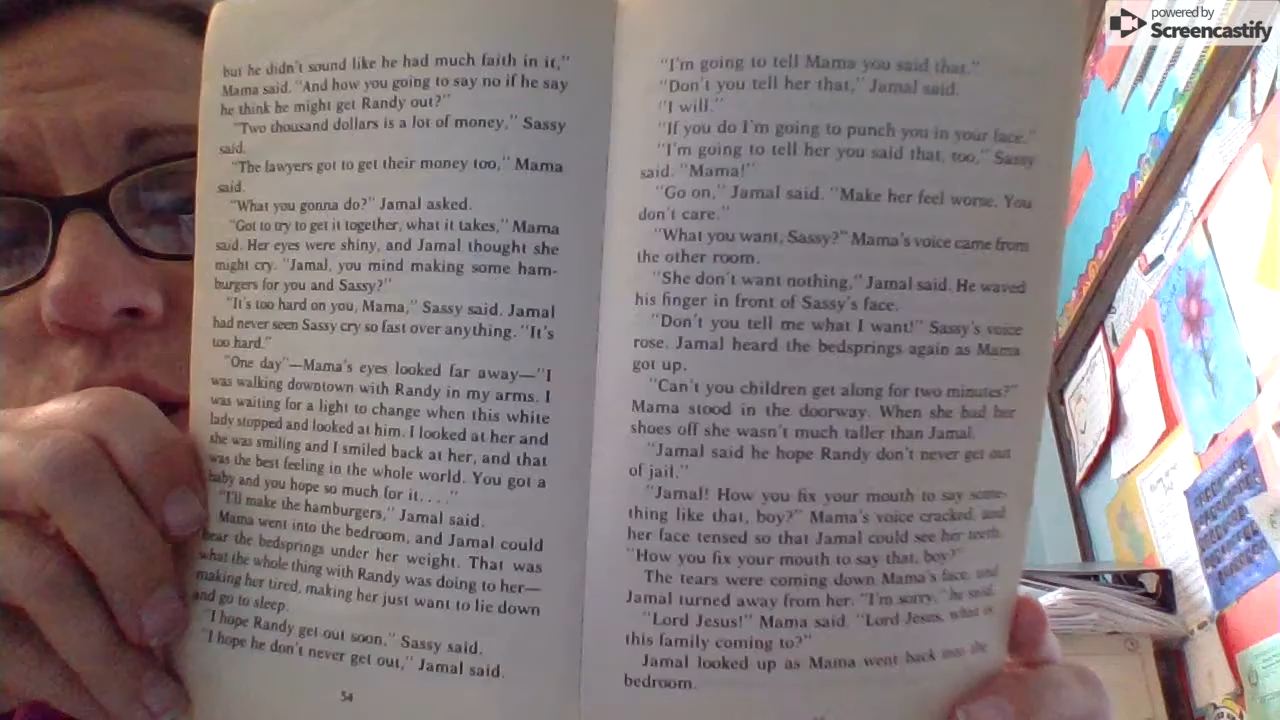 powered by
Screencastify
but he didn't sound like he had much faith in it,"
Mama said. "And how you going to say no if he say
he think he might get Randy out?"
"Two thousand dollars is a lot of money," Sassy
said.
"The lawyers got to get their money too," Mama
said.
"What you gonna do?" Jamal asked.
"Got to try to get it together, what it takes," Mama
said. Her eyes were shiny, and Jamal thought she
might cry. "Jamal, you mind making some ham-
burgers for you and Sassy?"
"It's too hard on you, Mama," Sassy said. Jamal
had never seen Sassy cry so fast over anything. "It's
too hard."
"One day"—Mama's eyes looked far away—"I
was walking downtown with Randy in my arms. I
was waiting for a light to change when this white
lady stopped and looked at him. I looked at her and
she was smiling and I smiled back at her, and that
was the best feeling in the whole world. You got a
baby and you hope so much for it. . . ."
"I'll make the hamburgers," Jamal said.
Mama went into the bedroom, and Jamal could
hear the bedsprings under her weight. That was
what the whole thing with Randy was doing to her—
making her tired, making her just want to lie down
and go to sleep.
"I hope Randy get out soon," Sassy said.
"I hope he don't never get out," Jamal said.
54
"I'm going to tell Mama you said that."
"Don't you tell her that," Jamal said.
"I will."
"If you do I'm going to punch you in your face."
"I'm going to tell her you said that, too," Sassy
said. "Mama!"
"Go on," Jamal said. "Make her feel worse. You
don't care."
"What you want, Sassy?" Mama's voice came from
the other room.
"She don't want nothing," Jamal said. He waved
his finger in front of Sassy's face.
"Don't you tell me what I want!" Sassy's voice
rose. Jamal heard the bedsprings again as Mama
got up.
"Can't you children get along for two minutes?"
Mama stood in the doorway. When she had her
shoes off she wasn't much taller than Jamal.
"Jamal said he hope Randy don't never get out
of jail."
"Jamal! How you fix your mouth to say some-
thing like that, boy?" Mama's voice cracked, and
her face tensed so that Jamal could see her teeth.
"How you fix your mouth to say that, boy?"
The tears were coming down Mama's face, and
Jamal turned away from her. "I'm sorry," he said.
"Lord Jesus!" Mama said. "Lord Jesus, what is
this family coming to?"
Jamal looked up as Mama went back into the
bedroom.